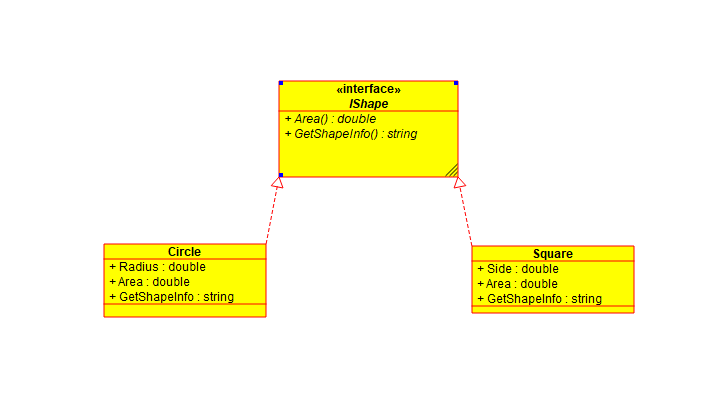 «interface»
IShape
+ Area() : double
+ GetShapeInfo() : string
Circle
+ Radius : double
+ Area : double
+ GetShapeInfo : string
Square
+ Side : double
+ Area : double
+ GetShapeInfo : string